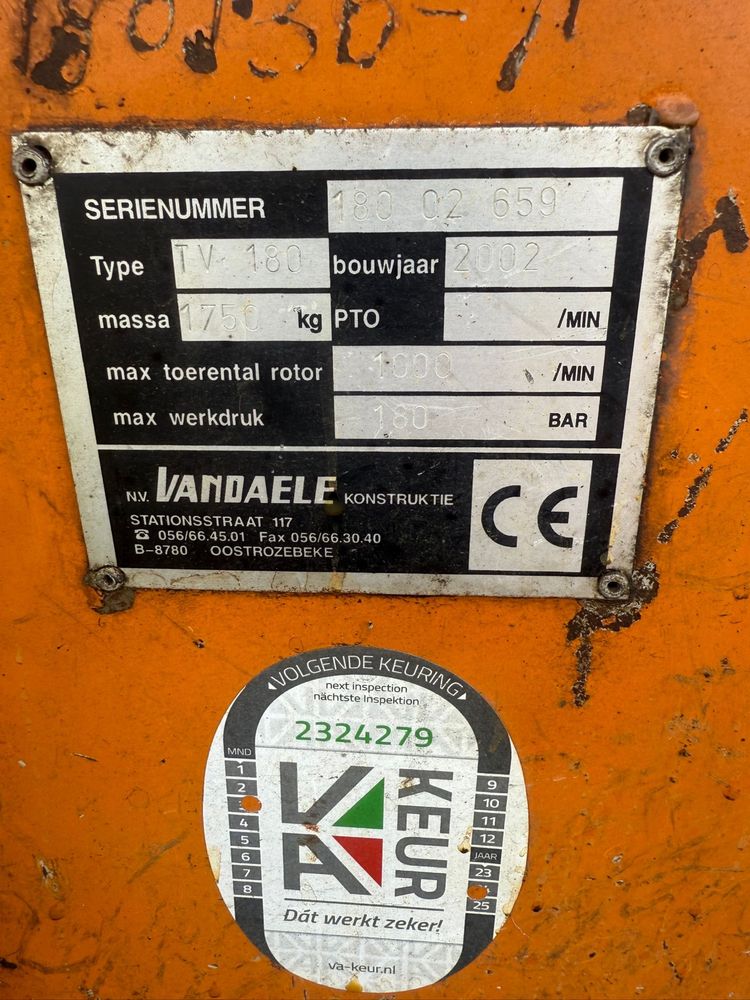 SERIENUMMER 180 02 659
Type TV 180 bouwjaar 2002
massa 1750 kg PTO /MIN
max toerental rotor 1000 /MIN
max werkdruk 180 BAR
N.V. VANDAELE KONSTRUKTIE
STATIONSSTRAAT 117
☎ 056/66.45.01 Fax 056/66.30.40
B-8780 OOSTROZEBEKE
CE
VOLGENDE KEURING
next inspection
nächtste Inspektion
2324279
MND
1
2
4
5
6
7
8
VA
KEUR
9
10
11
12
JAAR
23
25
Dát werkt zeker!
va-keur.nl